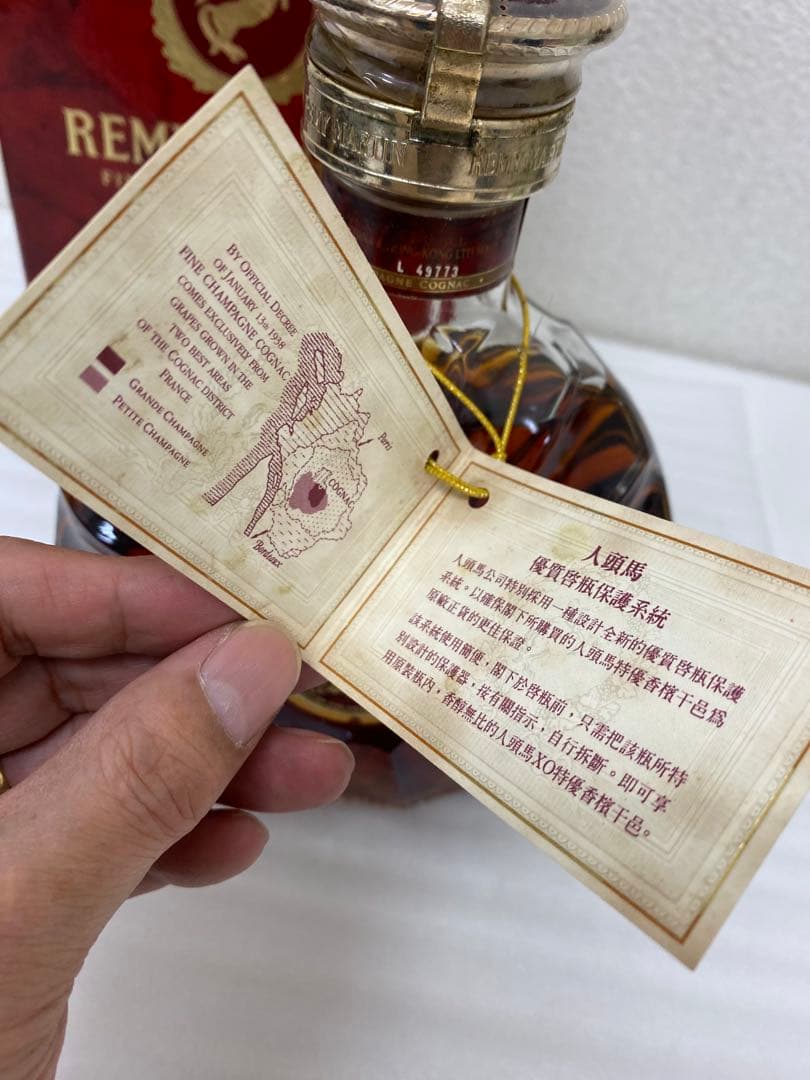 REM
FI
REMY MARTIN
L 49773
AGNE COGNAC
BY OFFICIAL DECREE
OF JANUARY 13th 1938
FINE CHAMPAGNE COGNAC
COMES EXCLUSIVELY FROM
GRAPES GROWN IN THE
TWO BEST AREAS
OF THE COGNAC DISTRICT
FRANCE
GRANDE CHAMPAGNE
PETITE CHAMPAGNE
Paris
COGNAC
Bordeaux
人頭馬
優質啓瓶保護系統
人頭馬公司特別採用一種設計全新的優質啓瓶保護
系統。以確保閣下所購買的人頭馬特優香檳干邑爲
原廠正貨的更佳保證。
該系統使用簡便，閣下於啓瓶前，只需把該瓶所特
別設計的保護器，按有關指示，自行拆斷。即可享
用原裝瓶內，香醇無比的人頭馬XO特優香檳干邑。